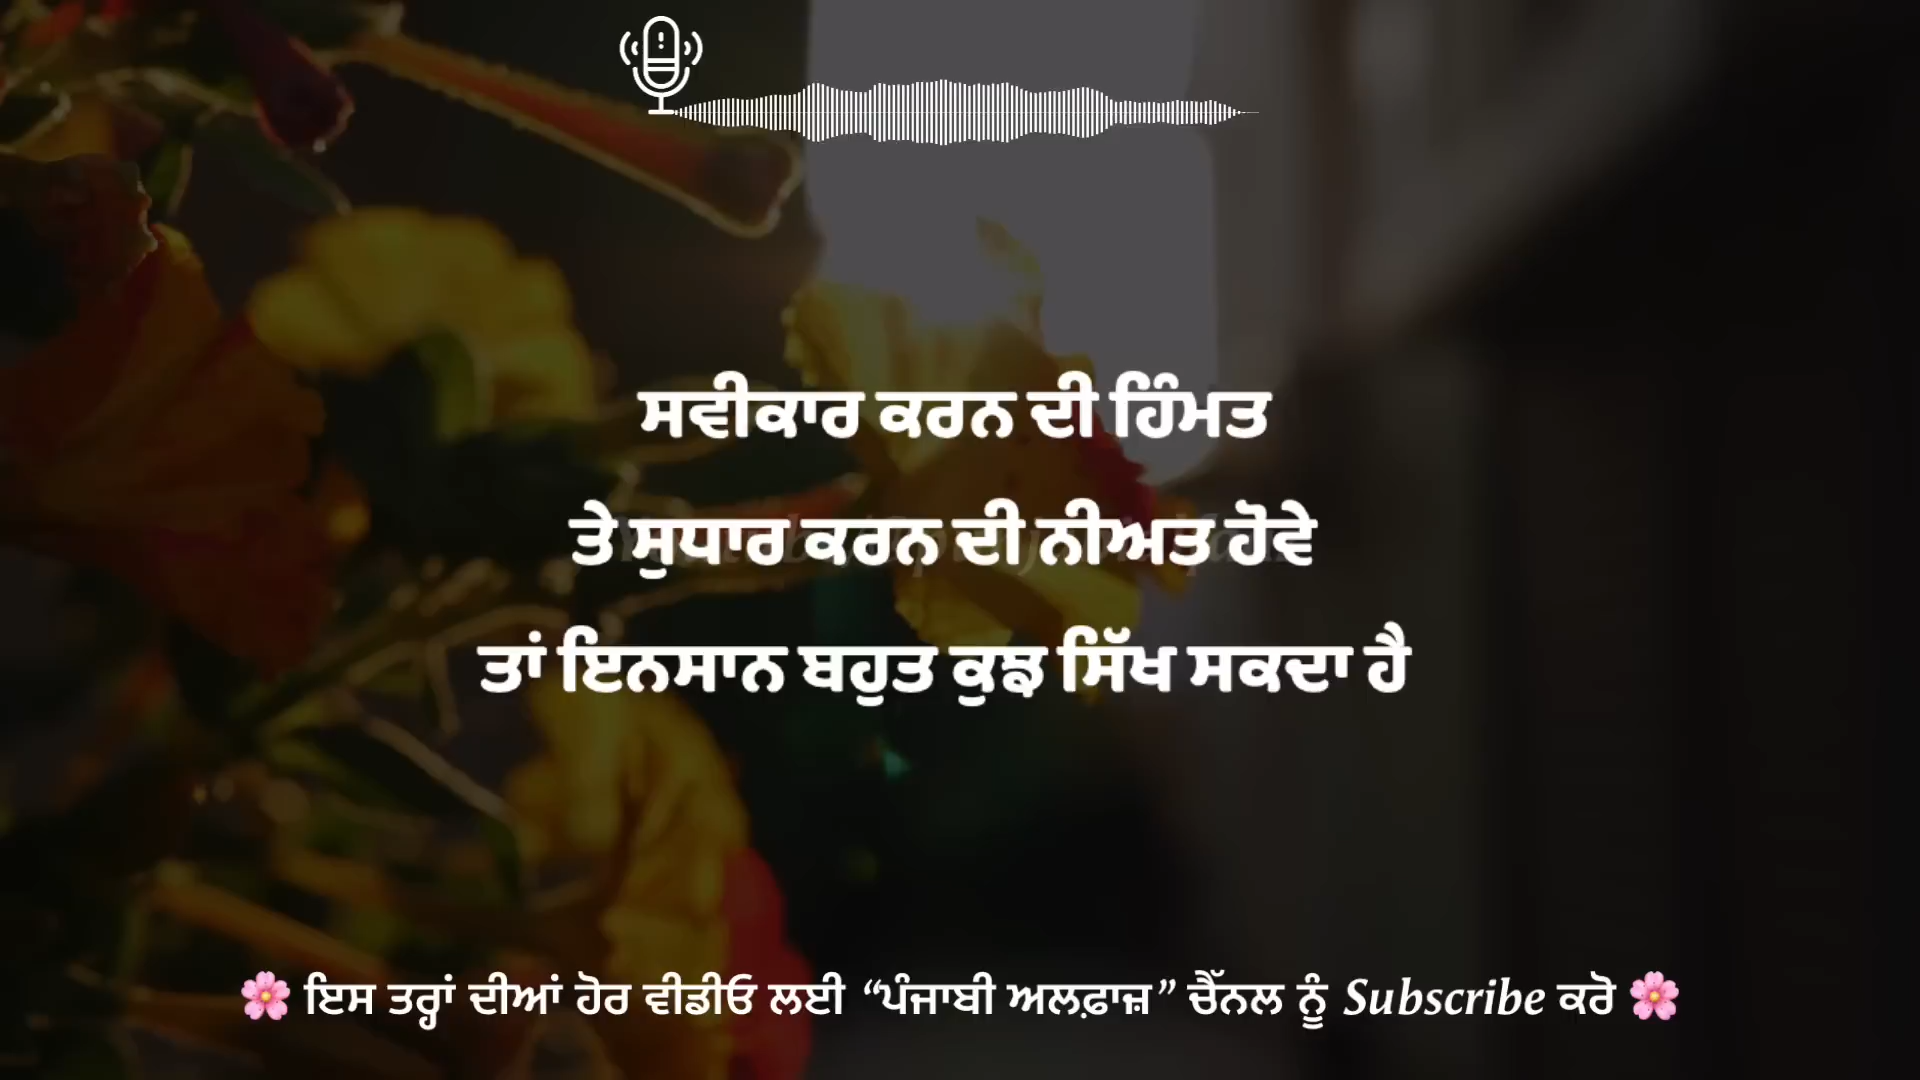 ਸਵੀਕਾਰ ਕਰਨ ਦੀ ਹਿੰਮਤ
ਤੇ ਸੁਧਾਰ ਕਰਨ ਦੀ ਨੀਅਤ ਹੋਵੇ
ਤਾਂ ਇਨਸਾਨ ਬਹੁਤ ਕੁਝ ਸਿੱਖ ਸਕਦਾ ਹੈ
🌸 ਇਸ ਤਰ੍ਹਾਂ ਦੀਆਂ ਹੋਰ ਵੀਡੀਓ ਲਈ “ਪੰਜਾਬੀ ਅਲਫ਼ਾਜ਼” ਚੈੱਨਲ ਨੂੰ Subscribe ਕਰੋ 🌸